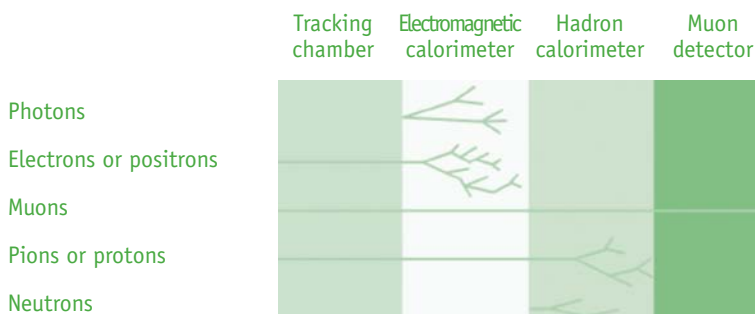 Tracking Electromagnetic Hadron Muon
chamber calorimeter calorimeter detector
Photons
Electrons or positrons
Muons
Pions or protons
Neutrons